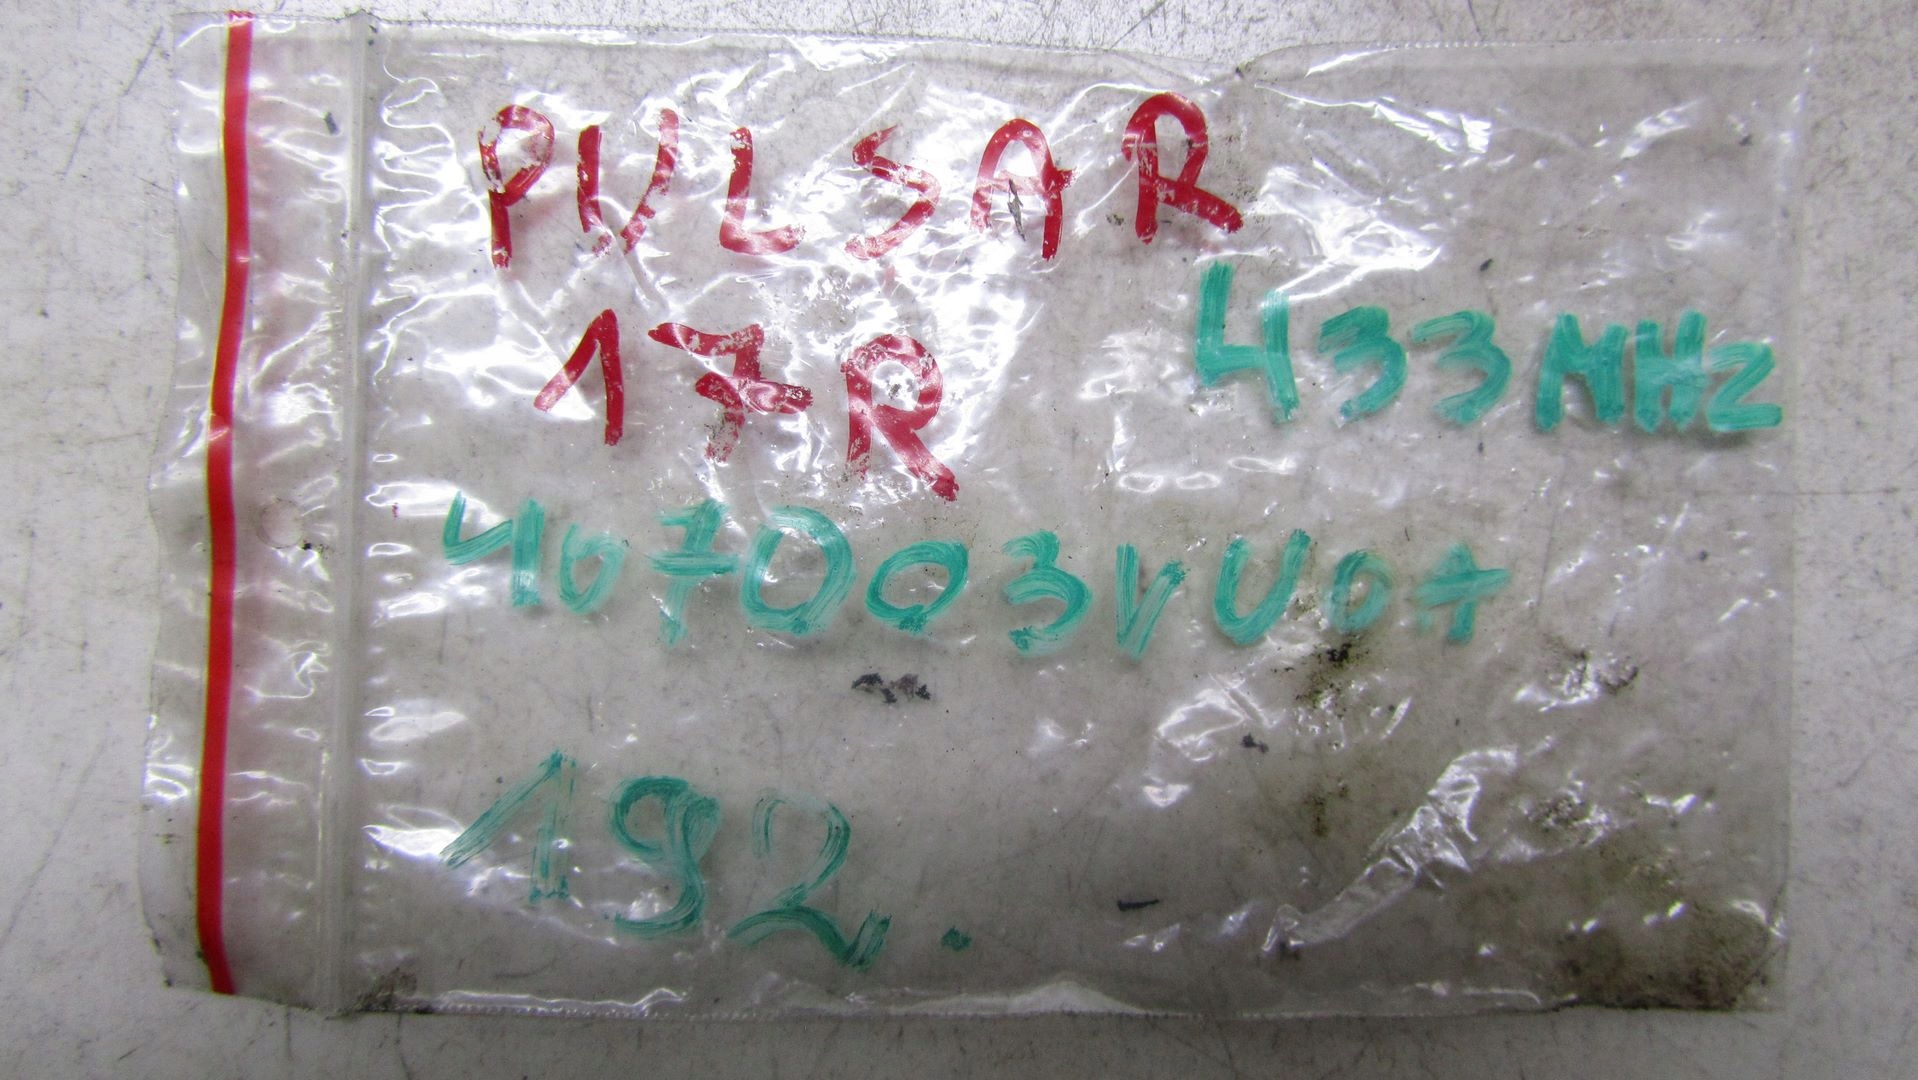 PULSAR
17R
433MHz
407003VU0A
192.